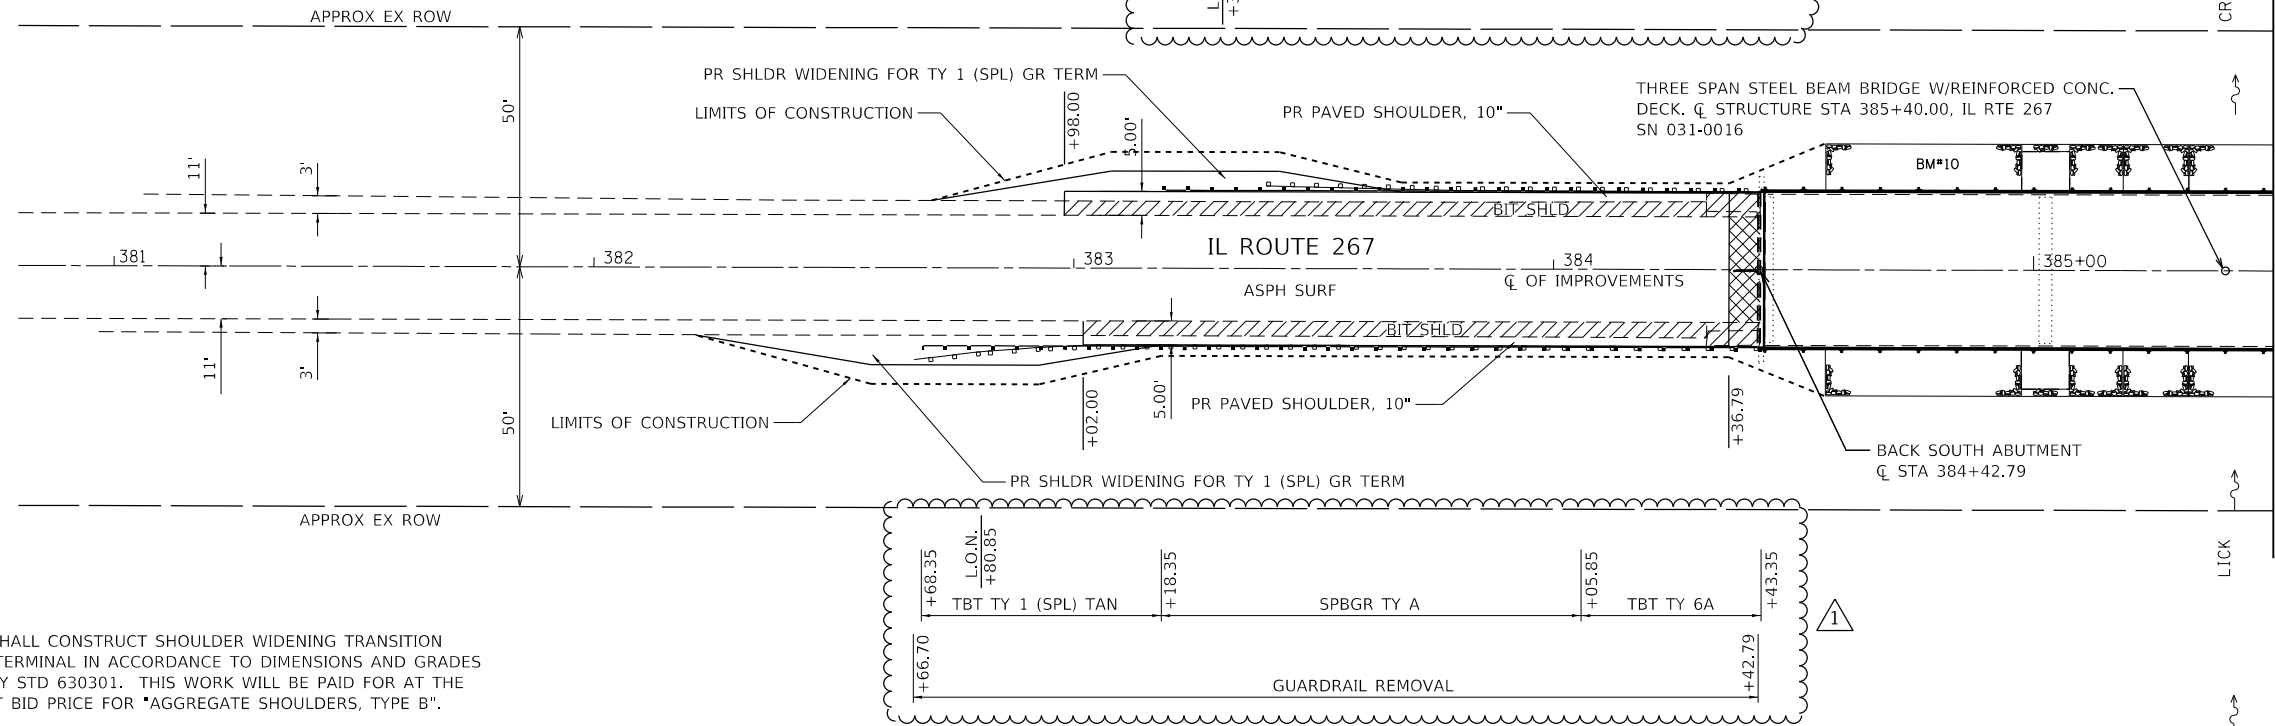 APPROX EX ROW
L
CR
PR SHLDR WIDENING FOR TY 1 (SPL) GR TERM
LIMITS OF CONSTRUCTION
+98.00
5.00'
PR PAVED SHOULDER, 10"
THREE SPAN STEEL BEAM BRIDGE W/REINFORCED CONC.
DECK. ℄ STRUCTURE STA 385+40.00, IL RTE 267
SN 031-0016
50'
11'
3'
BM#10
BIT SHLD
IL ROUTE 267
381
382
383
384
385+00
℄ OF IMPROVEMENTS
ASPH SURF
BIT SHLD
11'
3'
50'
LIMITS OF CONSTRUCTION
+02.00
5.00'
PR PAVED SHOULDER, 10"
+36.79
BACK SOUTH ABUTMENT
℄ STA 384+42.79
PR SHLDR WIDENING FOR TY 1 (SPL) GR TERM
APPROX EX ROW
LICK
+68.35
L.O.N.
+80.85
+18.35
+05.85
+43.35
TBT TY 1 (SPL) TAN
SPBGR TY A
TBT TY 6A
1
+66.70
+42.79
GUARDRAIL REMOVAL
HALL CONSTRUCT SHOULDER WIDENING TRANSITION
TERMINAL IN ACCORDANCE TO DIMENSIONS AND GRADES
Y STD 630301. THIS WORK WILL BE PAID FOR AT THE
T BID PRICE FOR "AGGREGATE SHOULDERS, TYPE B".